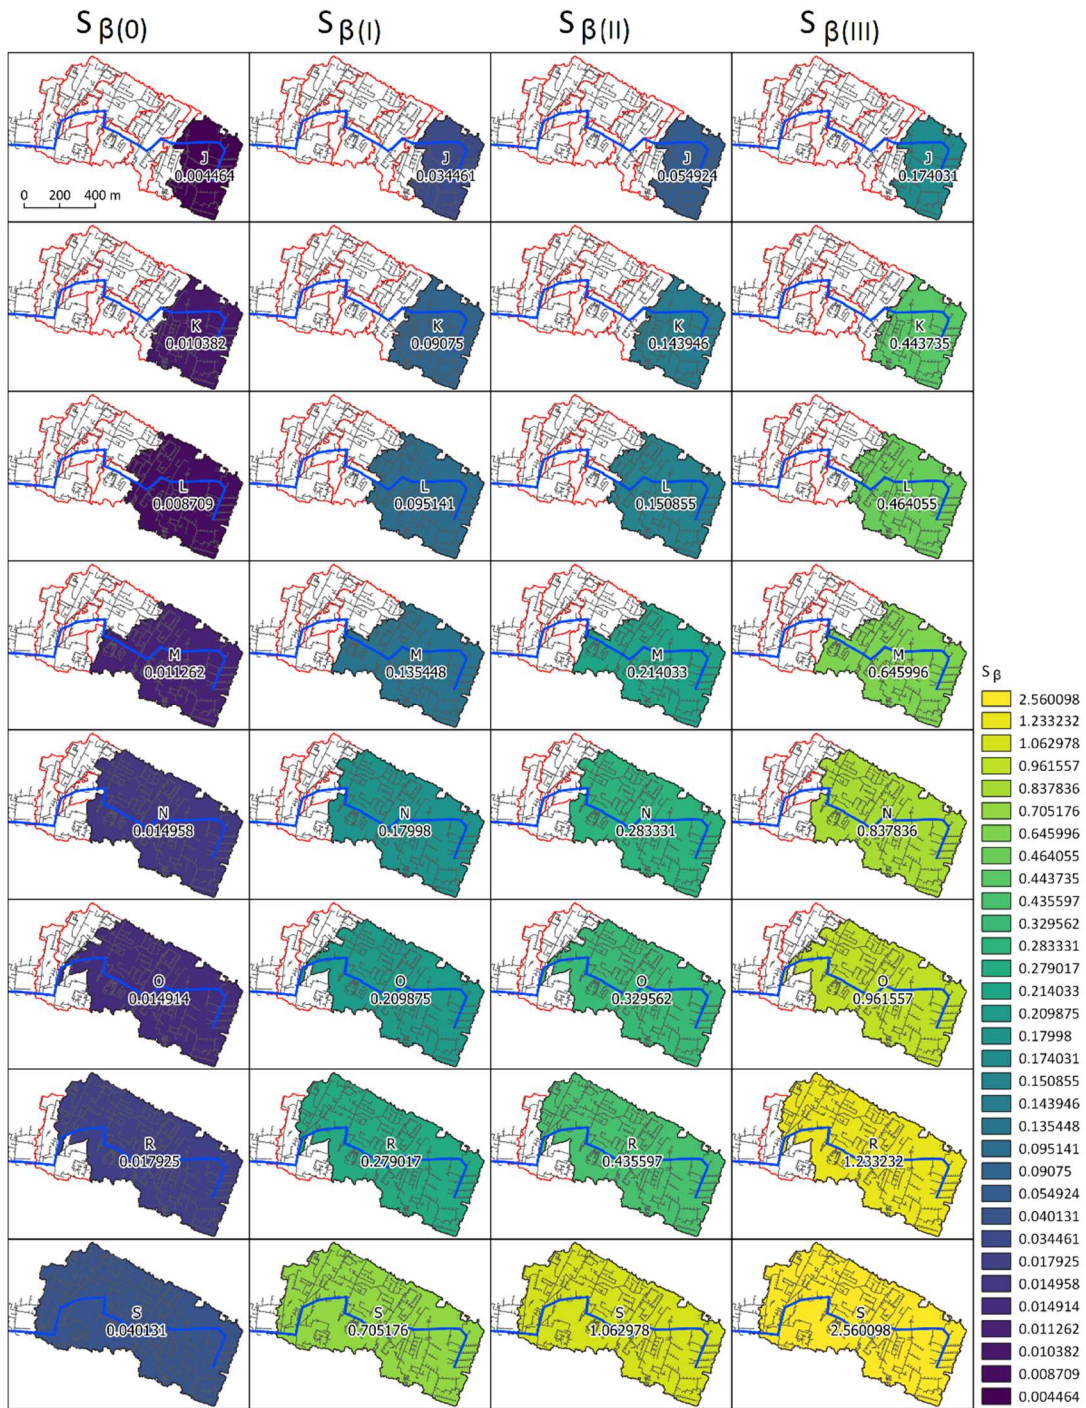 S β(0) S β(I) S β(II) S β(III)
J J J J
0.004464 0.034461 0.054924 0.174031
0 200 400 m
K K K K
0.010382 0.09075 0.143946 0.443735
L L L L
0.008709 0.095141 0.150855 0.464055
M M M M
0.011262 0.135448 0.214033 0.645996
N N N N
0.014958 0.17998 0.283331 0.837836
O O O O
0.014914 0.209875 0.329562 0.961557
R R R R
0.017925 0.279017 0.435597 1.233232
S S S S
0.040131 0.705176 1.062978 2.560098
S β
2.560098
1.233232
1.062978
0.961557
0.837836
0.705176
0.645996
0.464055
0.443735
0.435597
0.329562
0.283331
0.279017
0.214033
0.209875
0.17998
0.174031
0.150855
0.143946
0.135448
0.095141
0.09075
0.054924
0.040131
0.034461
0.017925
0.014958
0.014914
0.011262
0.010382
0.008709
0.004464